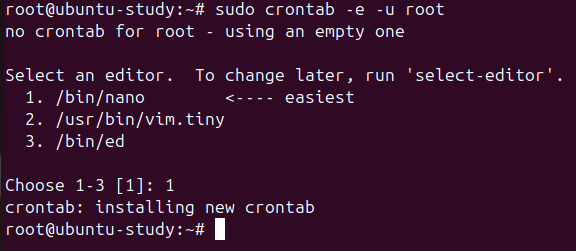 root@ubuntu-study:~# sudo crontab -e -u root
no crontab for root - using an empty one

Select an editor.  To change later, run 'select-editor'.
  1. /bin/nano        <---- easiest
  2. /usr/bin/vim.tiny
  3. /bin/ed

Choose 1-3 [1]: 1
crontab: installing new crontab
root@ubuntu-study:~#